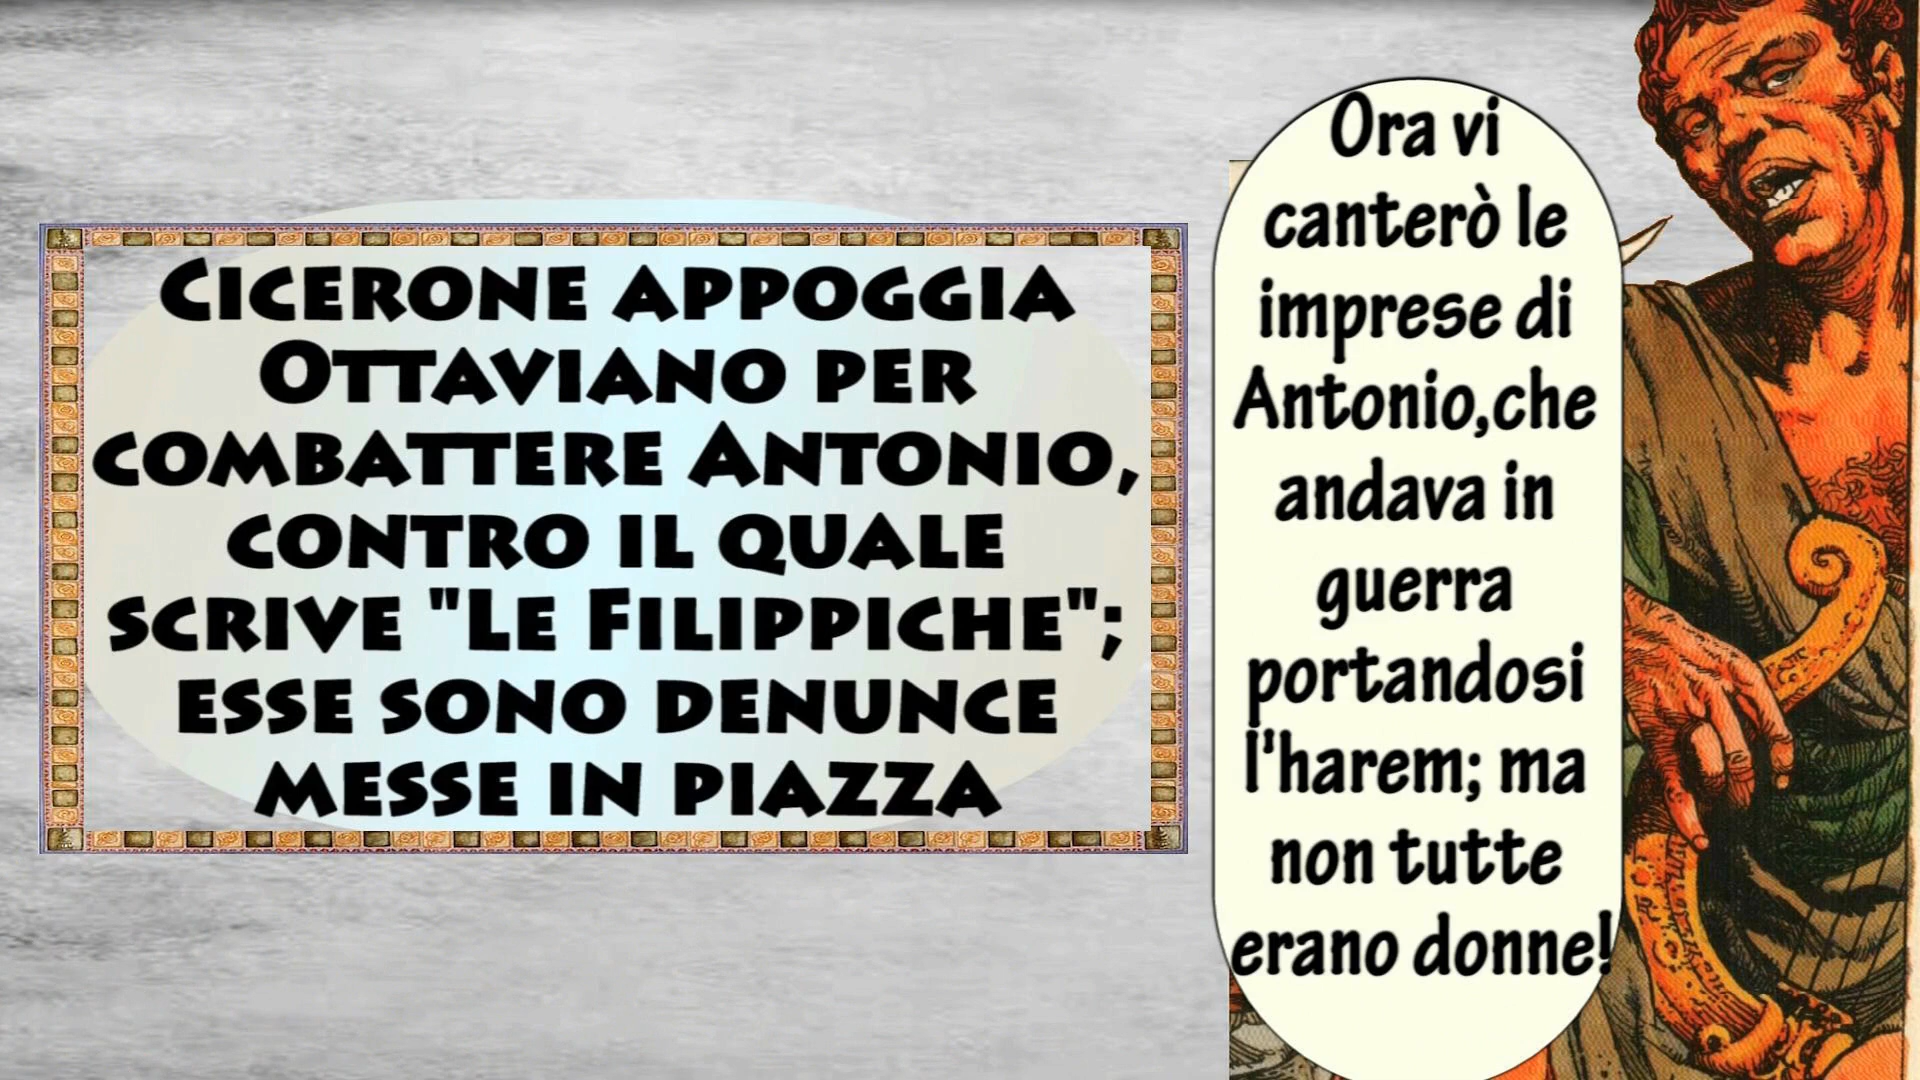 Cicerone appoggia
Ottaviano per
combattere Antonio,
contro il quale
scrive "Le Filippiche";
esse sono denunce
messe in piazza
Ora vi
canterò le
imprese di
Antonio,che
andava in
guerra
portandosi
l'harem; ma
non tutte
erano donne!